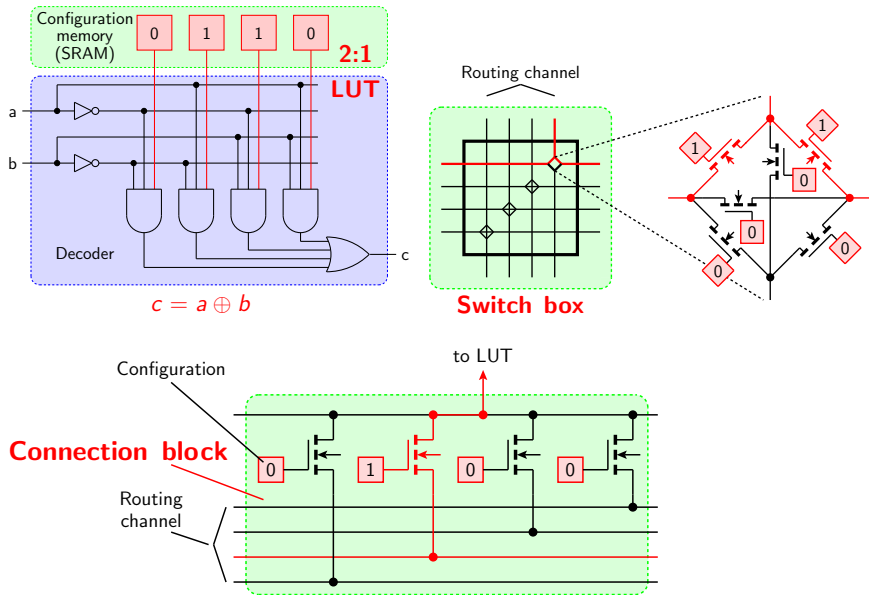 Configuration
memory
(SRAM)
0 1 1 0
2:1
LUT
a
b
Decoder
c
c = a ⊕ b
Routing channel
Switch box
1
1
0
0
0
0
to LUT
Configuration
Connection block
0 1 0 0
Routing
channel